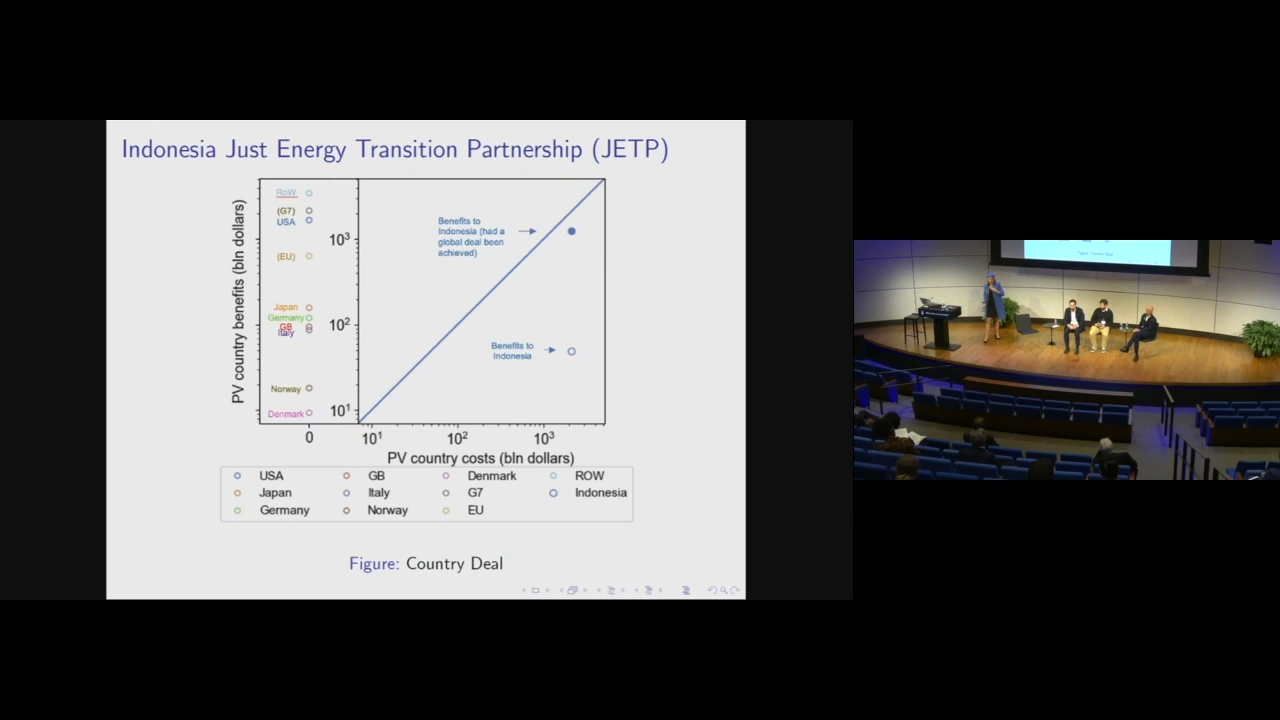 Indonesia Just Energy Transition Partnership (JETP)
PV country benefits (bln dollars)
RoW
(G7)
USA
(EU)
Japan
Germany
GB
Italy
Norway
Denmark
10³
10²
10¹
Benefits to
Indonesia (had a
global deal been
achieved)
Benefits to
Indonesia
0
10¹
10²
10³
PV country costs (bln dollars)
USA
GB
Denmark
ROW
Japan
Italy
G7
Indonesia
Germany
Norway
EU
Figure: Country Deal
Figure: Country Deal